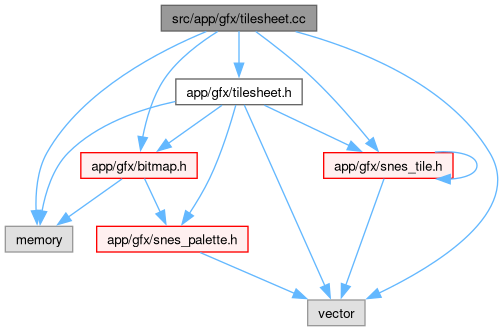 src/app/gfx/tilesheet.cc
app/gfx/tilesheet.h
app/gfx/bitmap.h
app/gfx/snes_tile.h
memory
app/gfx/snes_palette.h
vector